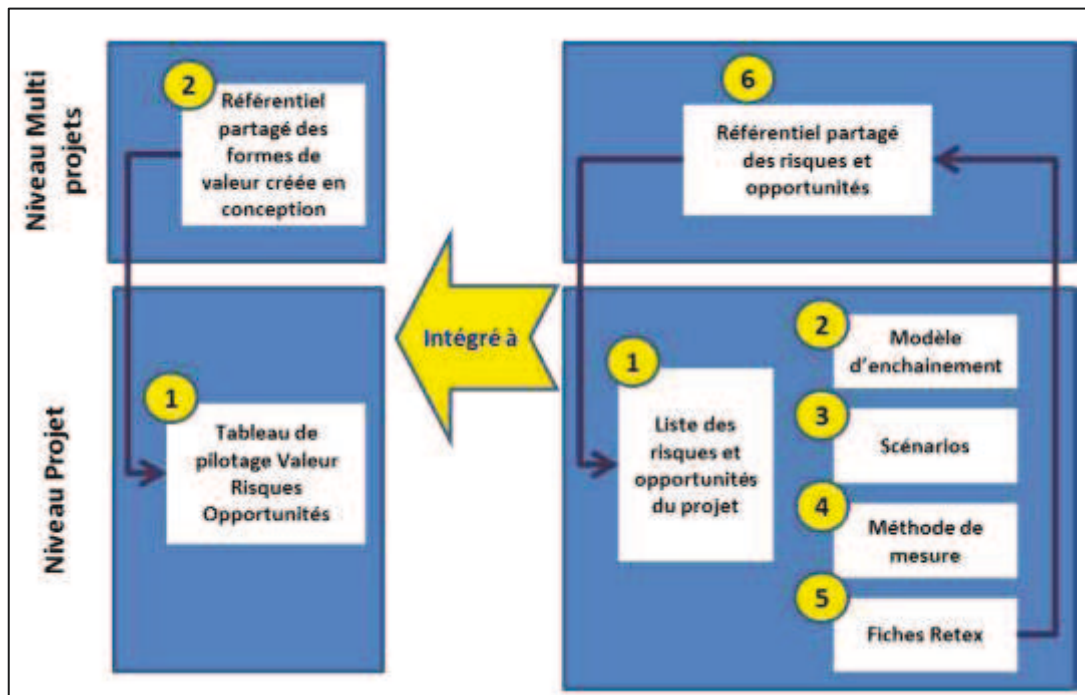 Niveau Multi
projets
2
Référentiel
partagé des
formes de
valeur créée en
conception
6
Référentiel partagé
des risques et
opportunités
Intégré à
Niveau Projet
1
Tableau de
pilotage Valeur
Risques
Opportunités
1
Liste des
risques et
opportunités
du projet
2
Modèle
d'enchainement
3
Scénarios
4
Méthode de
mesure
5
Fiches Retex